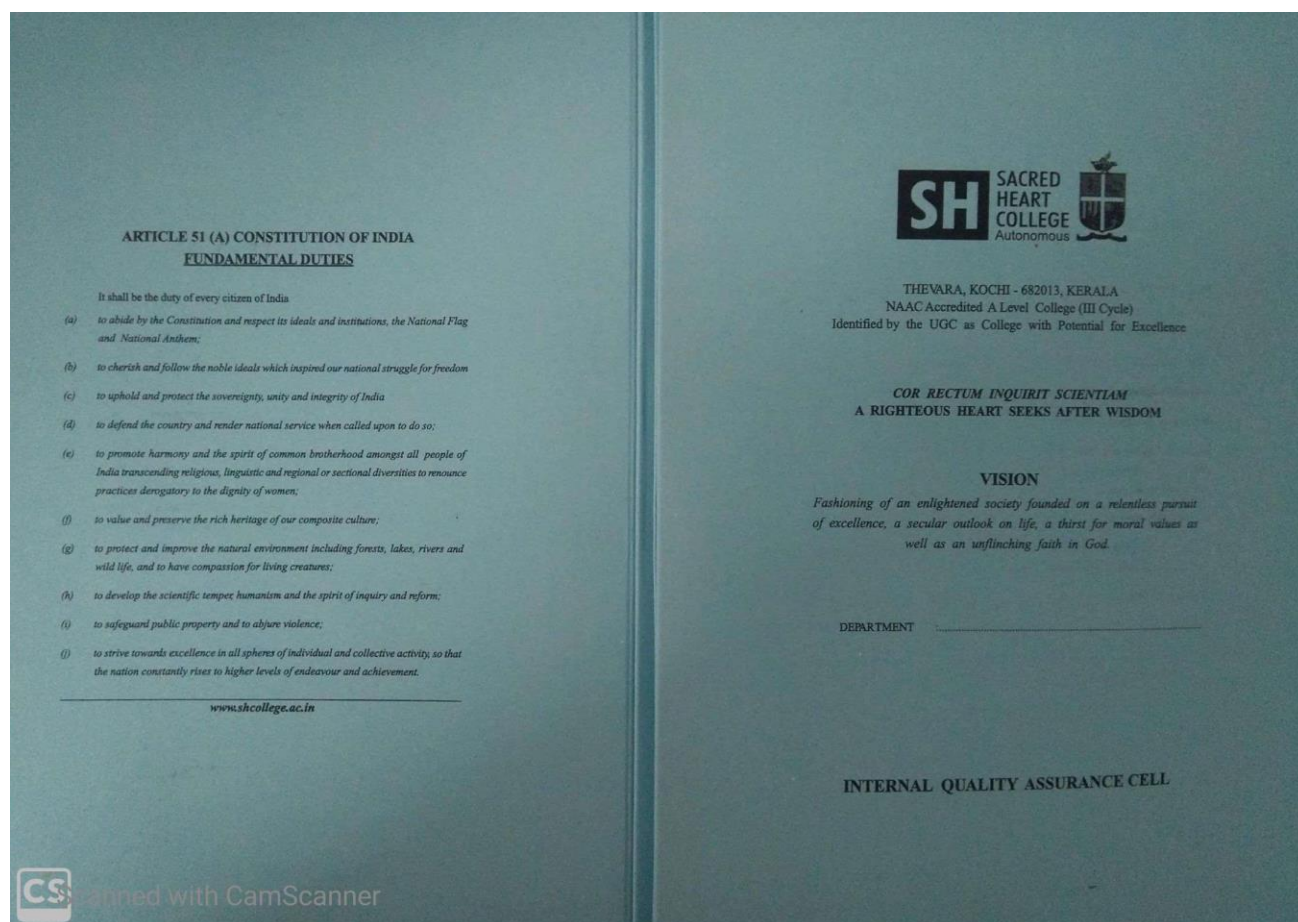 ARTICLE 51 (A) CONSTITUTION OF INDIA
FUNDAMENTAL DUTIES
It shall be the duty of every citizen of India
(a) to abide by the Constitution and respect its ideals and institutions, the National Flag
and National Anthem;
(b) to cherish and follow the noble ideals which inspired our national struggle for freedom
(c) to uphold and protect the sovereignty, unity and integrity of India
(d) to defend the country and render national service when called upon to do so;
(e) to promote harmony and the spirit of common brotherhood amongst all people of
India transcending religious, linguistic and regional or sectional diversities to renounce
practices derogatory to the dignity of women;
(f) to value and preserve the rich heritage of our composite culture;
(g) to protect and improve the natural environment including forests, lakes, rivers and
wild life, and to have compassion for living creatures;
(h) to develop the scientific temper, humanism and the spirit of inquiry and reform;
(i) to safeguard public property and to abjure violence;
(j) to strive towards excellence in all spheres of individual and collective activity, so that
the nation constantly rises to higher levels of endeavour and achievement.
www.shcollege.ac.in
SH
SACRED
HEART
COLLEGE
Autonomous
THEVARA, KOCHI - 682013, KERALA
NAAC Accredited A Level College (III Cycle)
Identified by the UGC as College with Potential for Excellence
COR RECTUM INQUIRIT SCIENTIAM
A RIGHTEOUS HEART SEEKS AFTER WISDOM
VISION
Fashioning of an enlightened society founded on a relentless pursuit
of excellence, a secular outlook on life, a thirst for moral values as
well as an unflinching faith in God.
DEPARTMENT :
INTERNAL QUALITY ASSURANCE CELL
CS Scanned with CamScanner